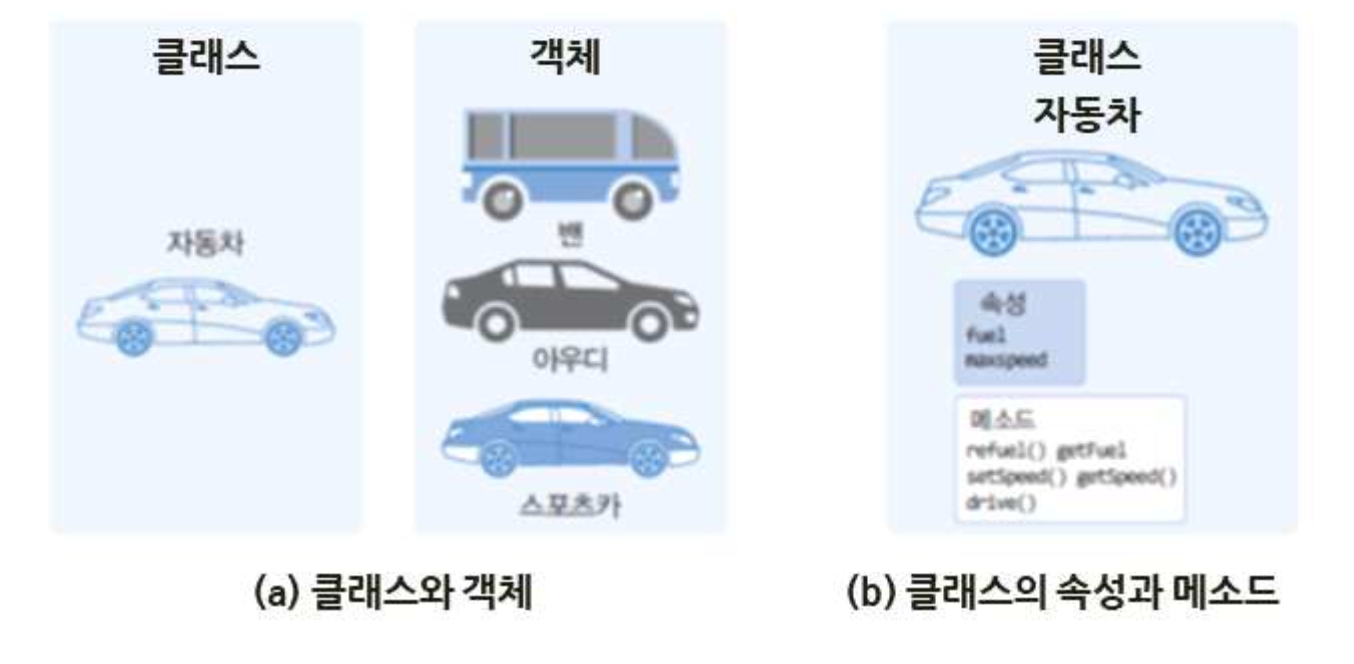 클래스
자동차
객체
밴
아우디
스포츠카
(a) 클래스와 객체
클래스
자동차
속성
fuel
maxspeed
메소드
refuel() getFuel
setSpeed() getSpeed()
drive()
(b) 클래스의 속성과 메소드